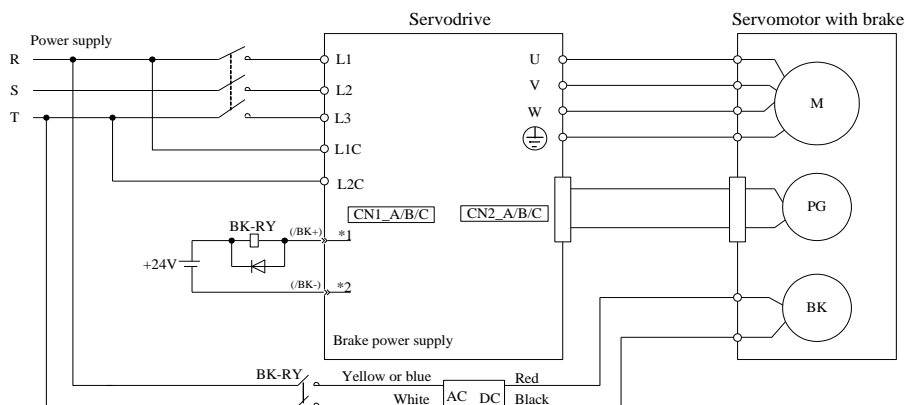 Servodrive
Servomotor with brake
Power supply
R
L1
U
S
L2
V
M
T
L3
W
L1C
L2C
CN1_A/B/C
CN2_A/B/C
PG
BK-RY
(/BK+)
*1
+24V
(/BK-)
*2
BK
Brake power supply
BK-RY
Yellow or blue
Red
White
AC DC
Black